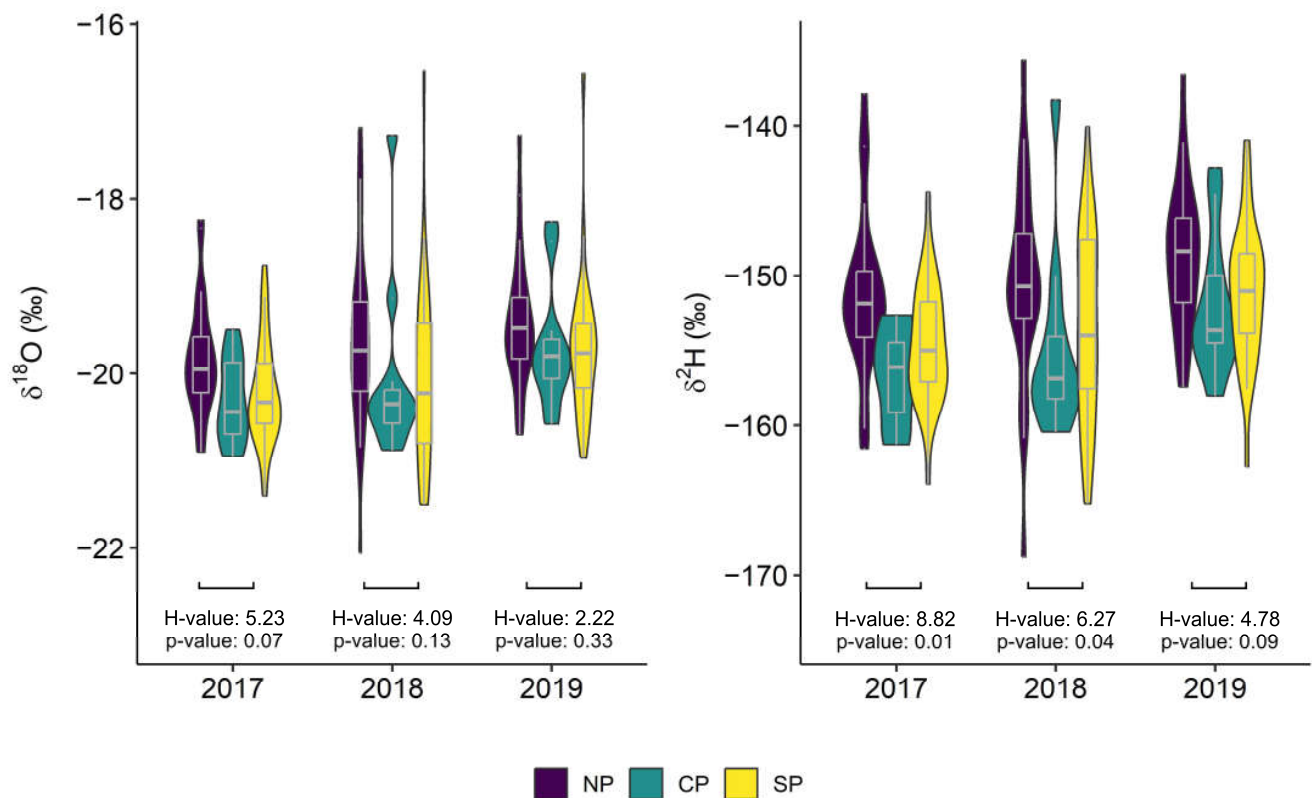 −16
−18
−20
−22
δ¹⁸O (‰)
H-value: 5.23
p-value: 0.07
H-value: 4.09
p-value: 0.13
H-value: 2.22
p-value: 0.33
2017
2018
2019
−140
−150
−160
−170
δ²H (‰)
H-value: 8.82
p-value: 0.01
H-value: 6.27
p-value: 0.04
H-value: 4.78
p-value: 0.09
2017
2018
2019
NP
CP
SP